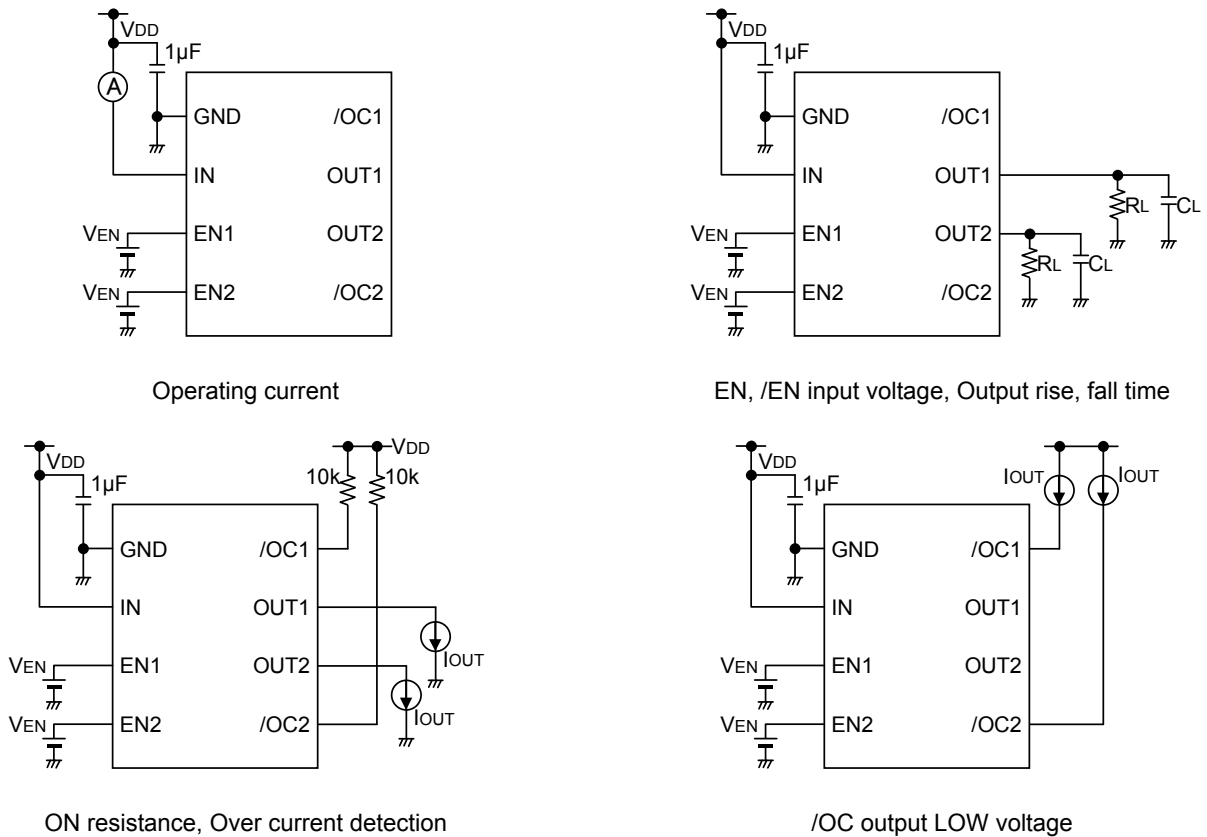 VDD
1µF
A
GND /OC1
IN OUT1
VEN EN1 OUT2
VEN EN2 /OC2
Operating current
VDD
1µF
GND /OC1
IN OUT1
RL CL
VEN EN1 OUT2
RL CL
VEN EN2 /OC2
EN, /EN input voltage, Output rise, fall time
VDD
VDD
1µF 10k 10k
GND /OC1
IN OUT1
IOUT
VEN EN1 OUT2
IOUT
VEN EN2 /OC2
ON resistance, Over current detection
VDD
1µF IOUT IOUT
GND /OC1
IN OUT1
VEN EN1 OUT2
VEN EN2 /OC2
/OC output LOW voltage